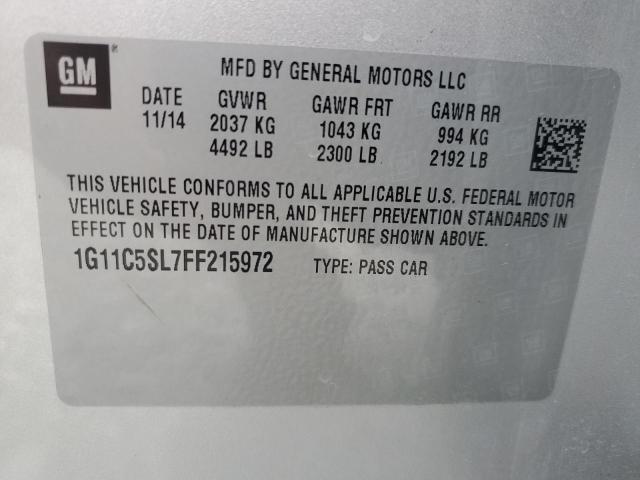 GM
MFD BY GENERAL MOTORS LLC
DATE GVWR GAWR FRT GAWR RR
11/14 2037 KG 1043 KG 994 KG
4492 LB 2300 LB 2192 LB
THIS VEHICLE CONFORMS TO ALL APPLICABLE U.S. FEDERAL MOTOR
VEHICLE SAFETY, BUMPER, AND THEFT PREVENTION STANDARDS IN
EFFECT ON THE DATE OF MANUFACTURE SHOWN ABOVE.
1G11C5SL7FF215972 TYPE: PASS CAR